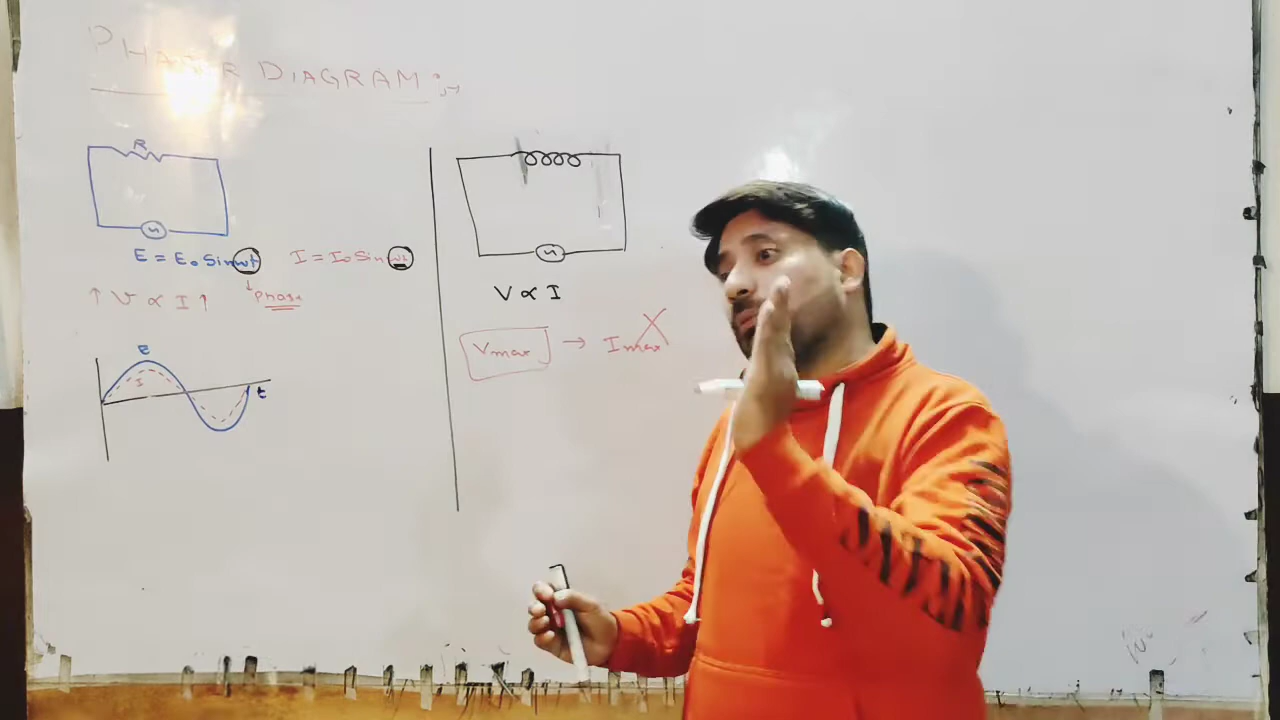 PHASOR DIAGRAM :-
R
E = E₀ Sin ωt
I = I₀ Sin ωt
↑ V ∝ I ↑
↓
Phase
E
I
t
V ∝ I
Vmax → Imax